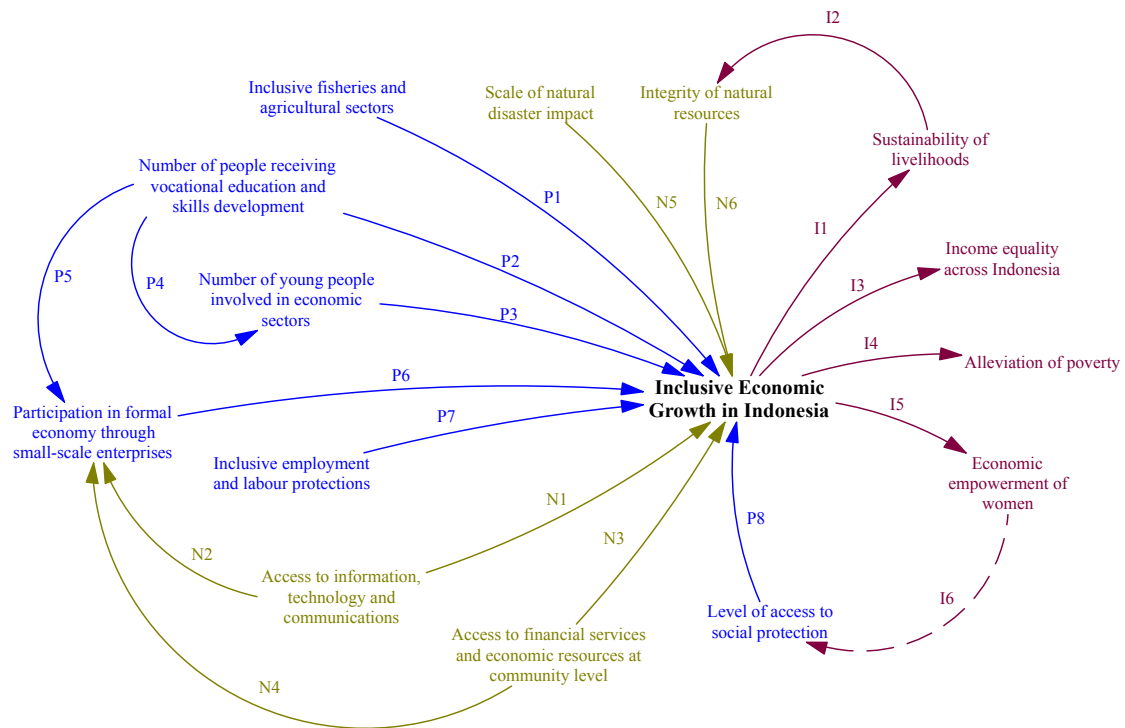 I2
Inclusive fisheries and
agricultural sectors
Scale of natural
disaster impact
Integrity of natural
resources
Sustainability of
livelihoods
Number of people receiving
vocational education and
skills development
P1
N5
N6
I1
P5
P4
P2
Number of young people
involved in economic
sectors
P3
Income equality
across Indonesia
I3
I4
Alleviation of poverty
P6
Inclusive Economic
Growth in Indonesia
Participation in formal
economy through
small-scale enterprises
P7
I5
Inclusive employment
and labour protections
Economic
empowerment of
women
N1
N3
P8
N2
Access to information,
technology and
communications
I6
Level of access to
social protection
Access to financial services
and economic resources at
community level
N4